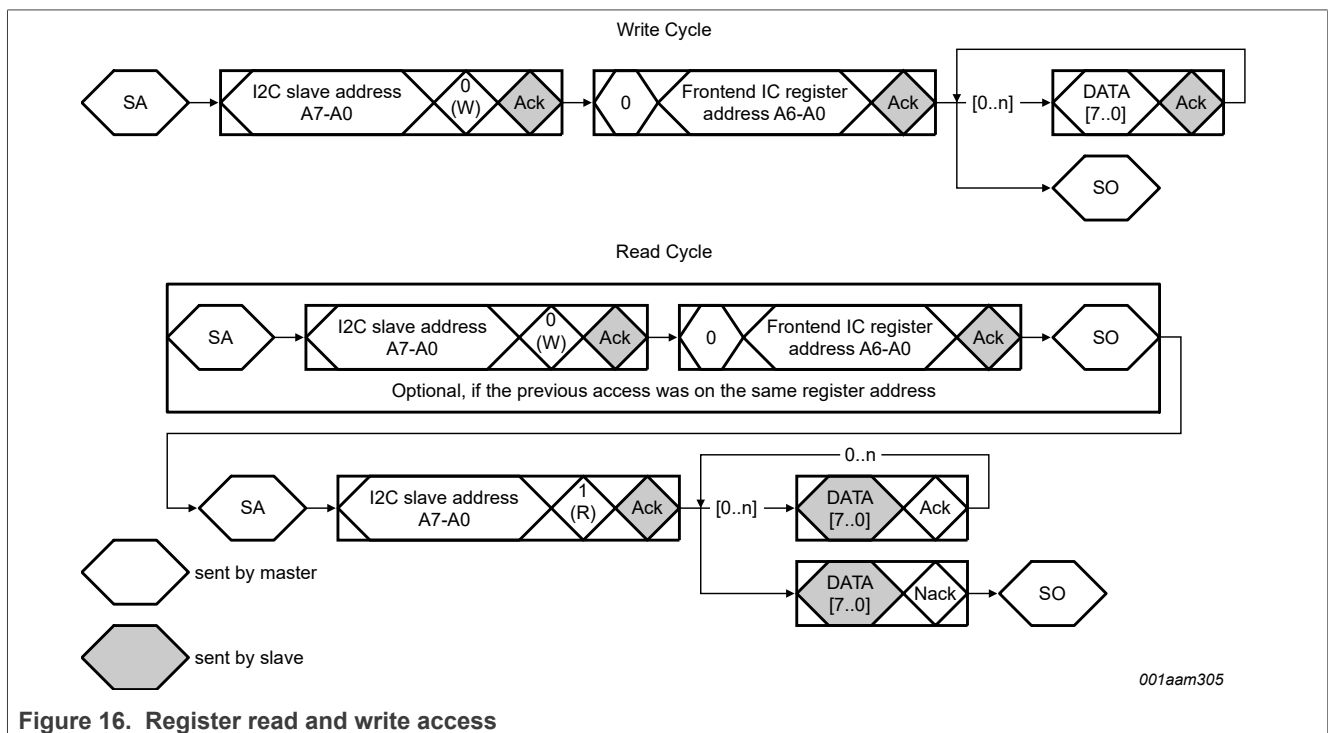 Write Cycle
SA
I2C slave address
A7-A0
0
(W)
Ack
0
Frontend IC register
address A6-A0
Ack
[0..n]
DATA
[7..0]
Ack
SO
Read Cycle
SA
I2C slave address
A7-A0
0
(W)
Ack
0
Frontend IC register
address A6-A0
Ack
SO
Optional, if the previous access was on the same register address
SA
I2C slave address
A7-A0
1
(R)
Ack
0..n
[0..n]
DATA
[7..0]
Ack
DATA
[7..0]
Nack
SO
sent by master
sent by slave
001aam305
Figure 16. Register read and write access